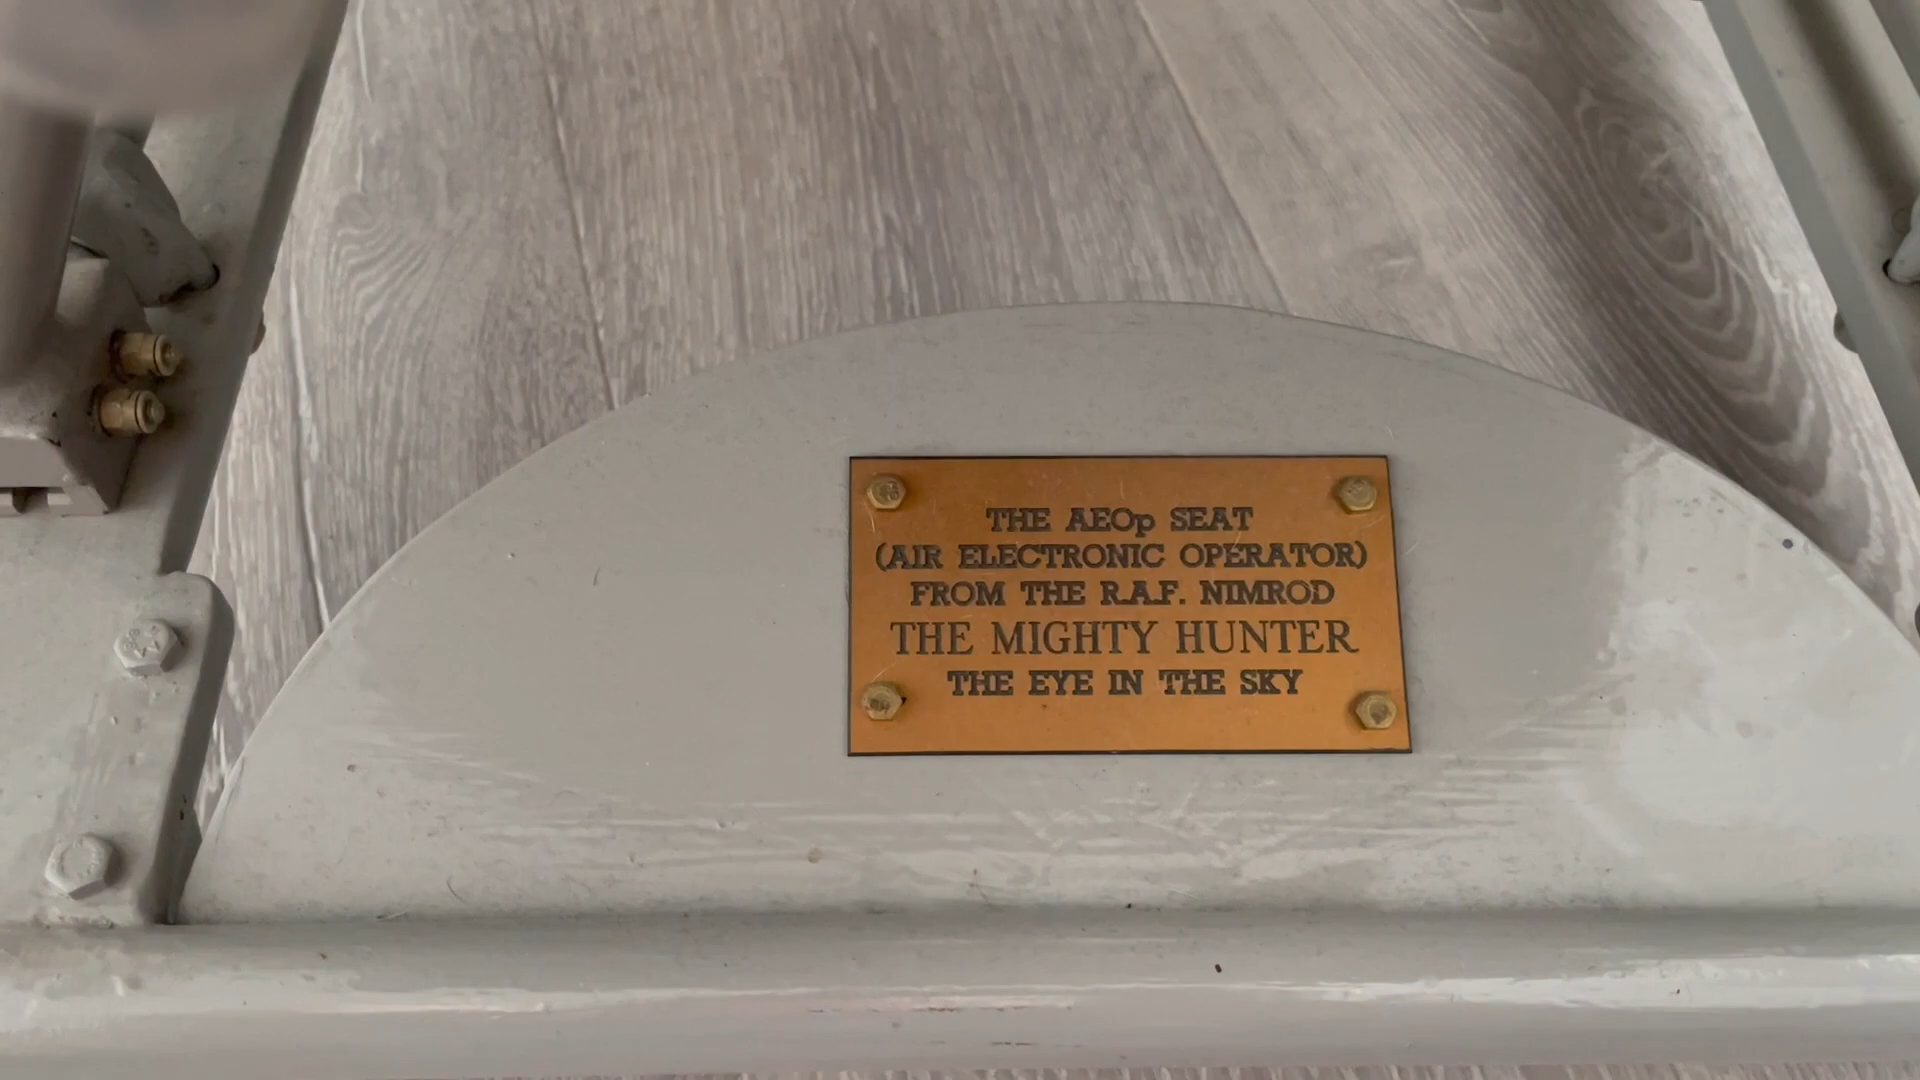 THE AEOp SEAT
(AIR ELECTRONIC OPERATOR)
FROM THE R.A.F. NIMROD
THE MIGHTY HUNTER
THE EYE IN THE SKY